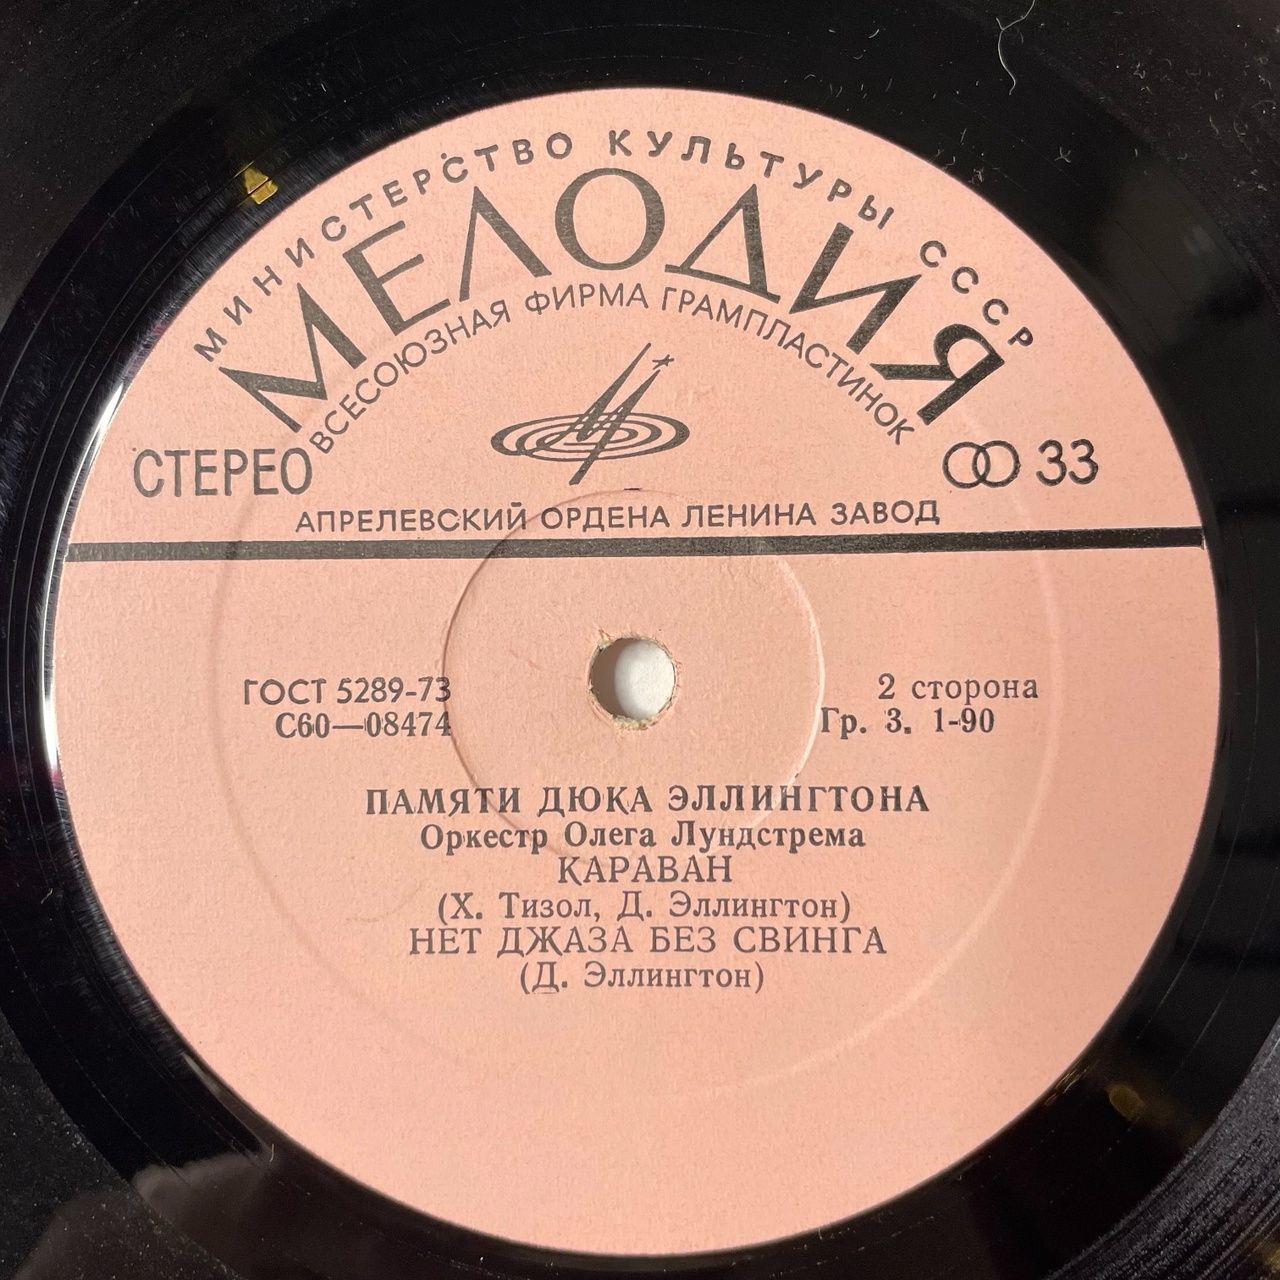 МИНИСТЕРСТВО КУЛЬТУРЫ СССР
МЕЛОДИЯ
ВСЕСОЮЗНАЯ ФИРМА ГРАМПЛАСТИНОК
СТЕРЕО
33
АПРЕЛЕВСКИЙ ОРДЕНА ЛЕНИНА ЗАВОД
ГОСТ 5289-73
С60—08474
2 сторона
Гр. 3. 1-90
ПАМЯТИ ДЮКА ЭЛЛИНГТОНА
Оркестр Олега Лундстрема
КАРАВАН
(Х. Тизол, Д. Эллингтон)
НЕТ ДЖАЗА БЕЗ СВИНГА
(Д. Эллингтон)